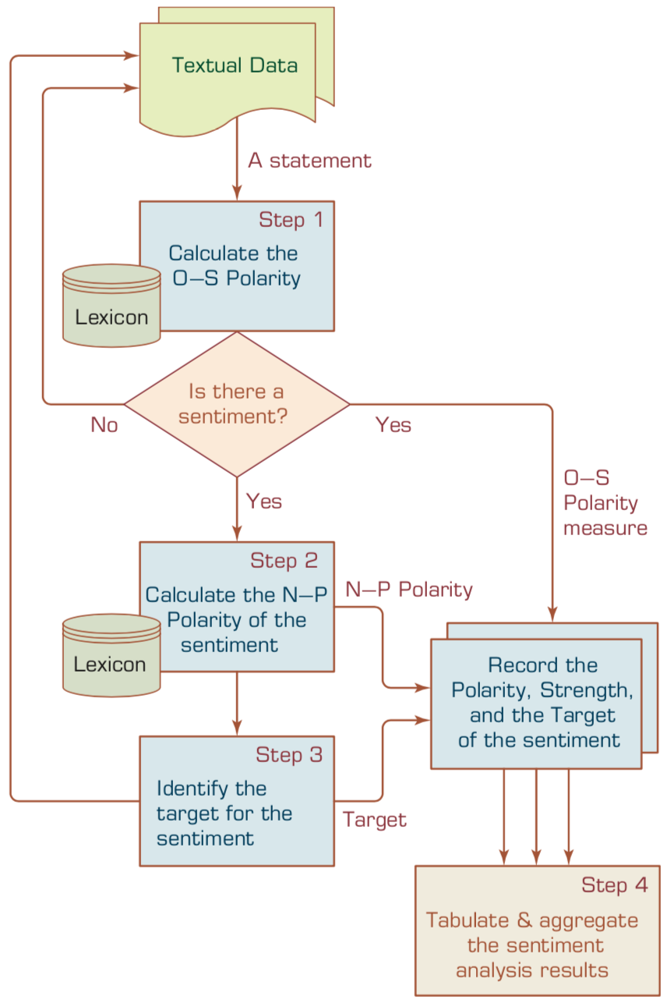 Textual Data
A statement
Step 1
Calculate the
O–S Polarity
Lexicon
Is there a
sentiment?
No
Yes
O–S
Polarity
measure
Yes
Step 2
Calculate the N–P
Polarity of the
sentiment
Lexicon
N–P Polarity
Record the
Polarity, Strength,
and the Target
of the sentiment
Step 3
Identify the
target for the
sentiment
Target
Step 4
Tabulate & aggregate
the sentiment
analysis results